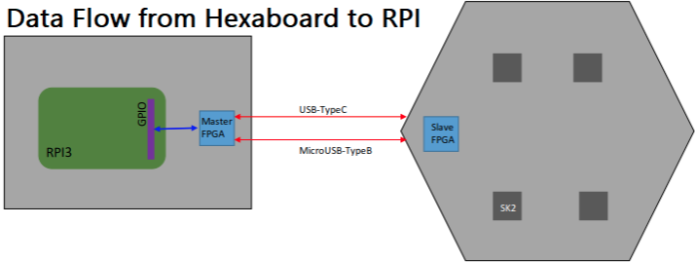 Data Flow from Hexaboard to RPI
USB-TypeC
GPIO
Master
FPGA
Slave
FPGA
MicroUSB-TypeB
RPI3
SK2